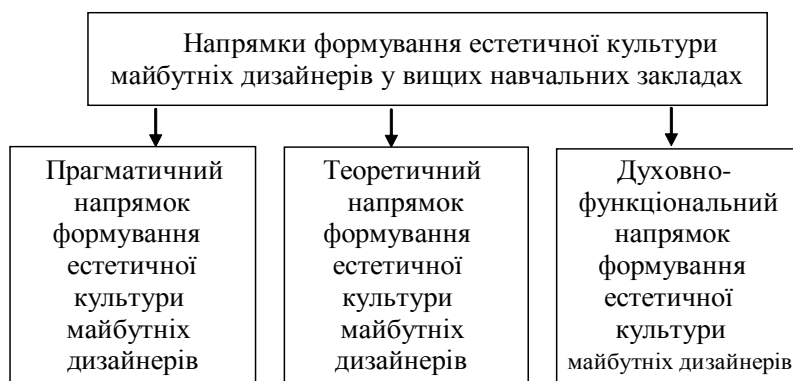 Напрямки формування естетичної культури
майбутніх дизайнерів у вищих навчальних закладах
Прагматичний
напрямок
формування
естетичної
культури
майбутніх
дизайнерів
Теоретичний
напрямок
формування
естетичної
культури
майбутніх
дизайнерів
Духовно-
функціональний
напрямок
формування
естетичної
культури
майбутніх дизайнерів